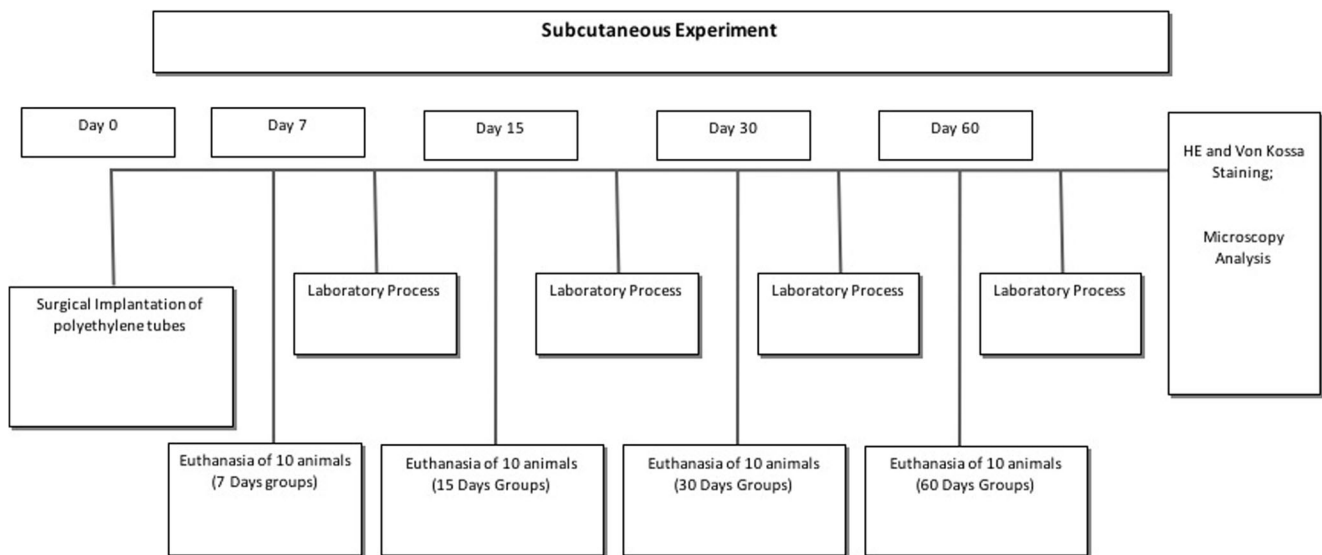 Subcutaneous Experiment
Day 0
Day 7
Day 15
Day 30
Day 60
HE and Von Kossa
Staining;
Microscopy
Analysis
Surgical Implantation of
polyethylene tubes
Laboratory Process
Laboratory Process
Laboratory Process
Laboratory Process
Euthanasia of 10 animals
(7 Days groups)
Euthanasia of 10 animals
(15 Days Groups)
Euthanasia of 10 animals
(30 Days Groups)
Euthanasia of 10 animals
(60 Days Groups)